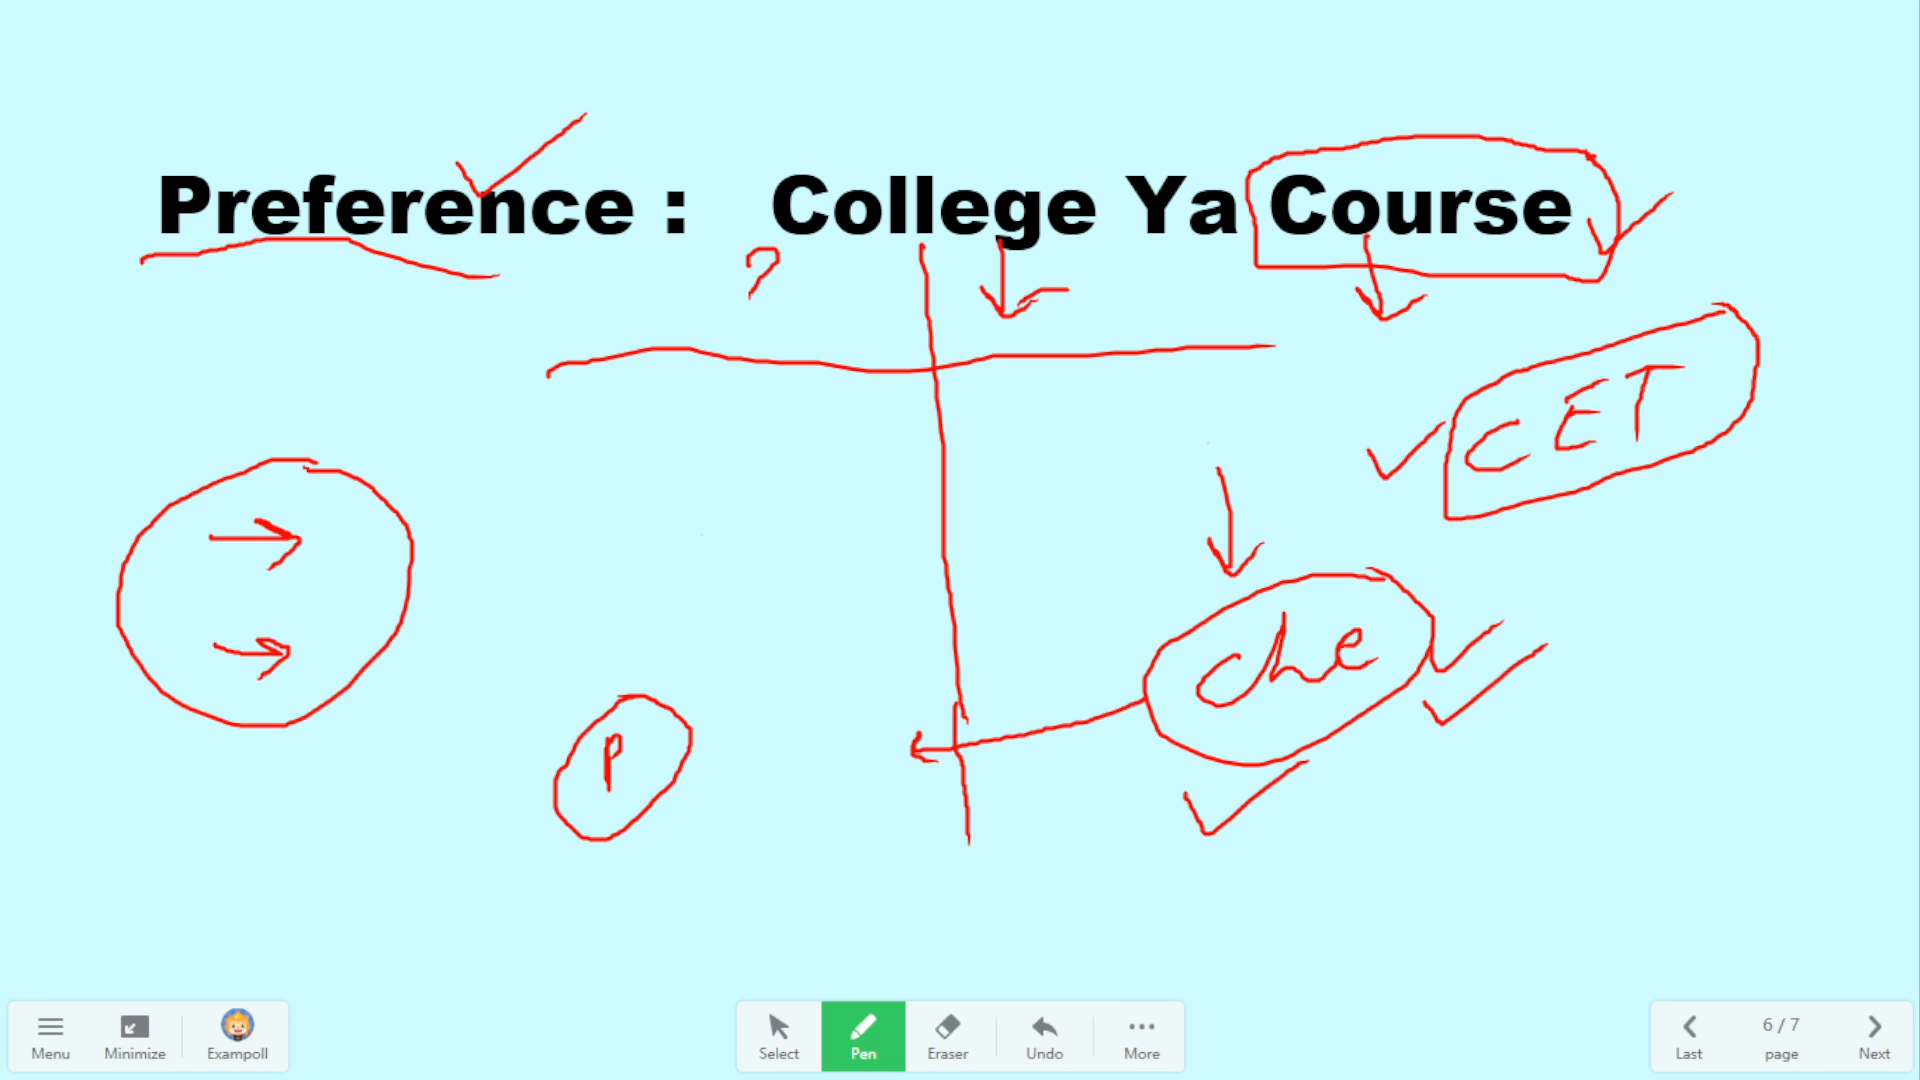 Preference : College Ya Course
?
CET
che
P
Menu Minimize Exampoll Select Pen Eraser Undo More Last 6 / 7 page Next